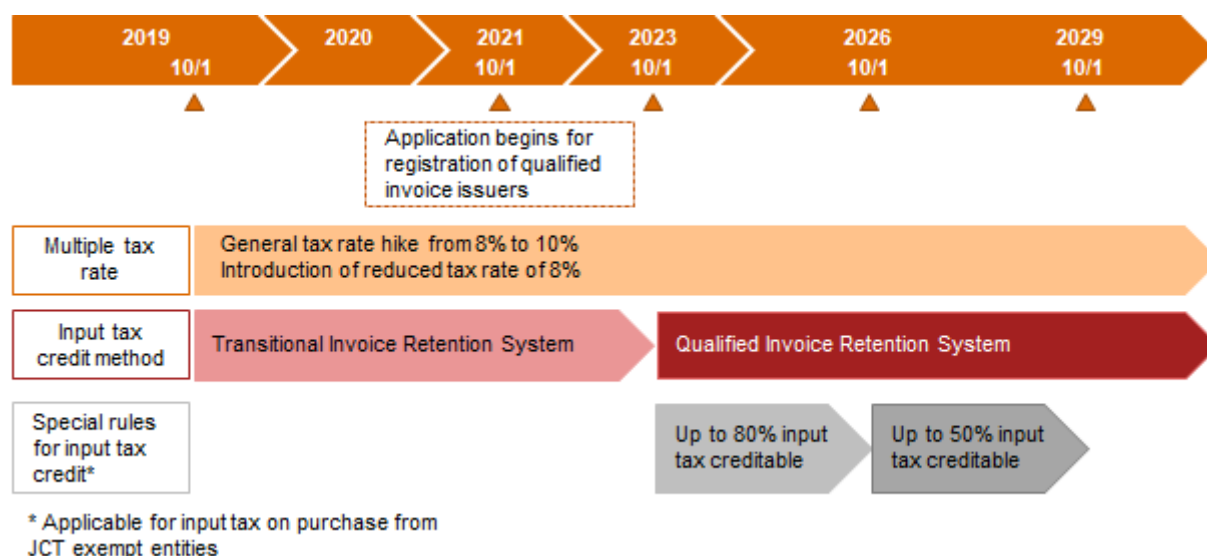 2019 2020 2021 2023 2026 2029
10/1 10/1 10/1 10/1 10/1
Application begins for
registration of qualified
invoice issuers
Multiple tax
rate
General tax rate hike from 8% to 10%
Introduction of reduced tax rate of 8%
Input tax
credit method
Transitional Invoice Retention System
Qualified Invoice Retention System
Special rules
for input tax
credit*
Up to 80% input
tax creditable
Up to 50% input
tax creditable
* Applicable for input tax on purchase from
JCT exempt entities